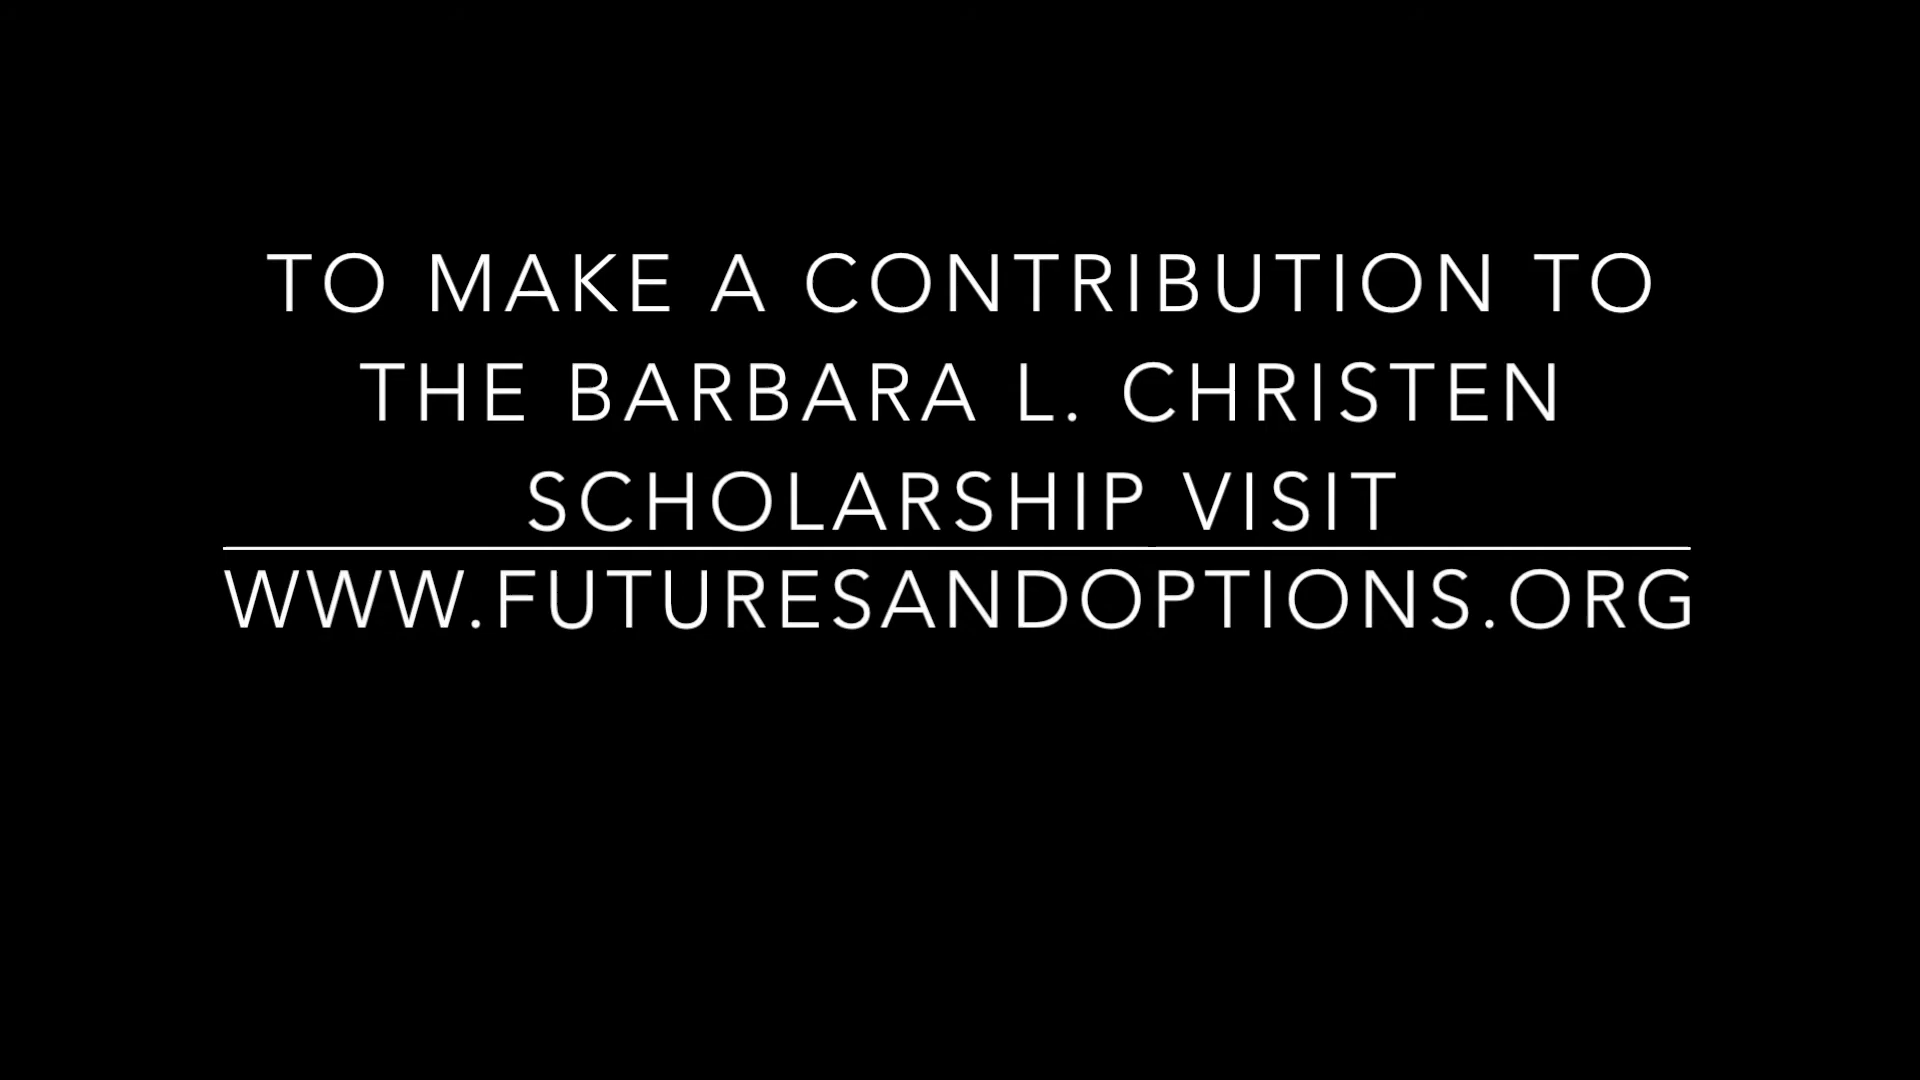 TO MAKE A CONTRIBUTION TO
THE BARBARA L. CHRISTEN
SCHOLARSHIP VISIT
WWW.FUTURESANDOPTIONS.ORG